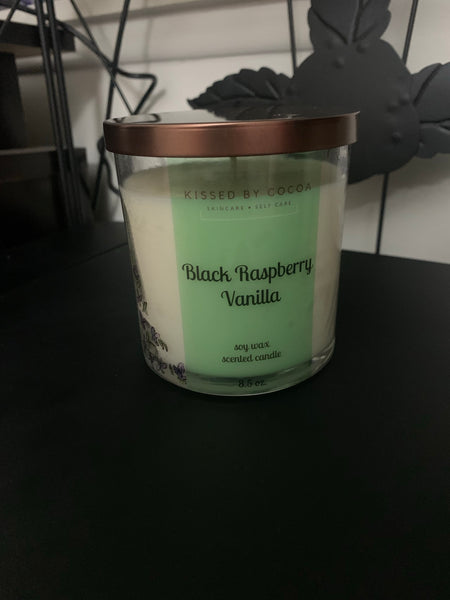 KISSED BY COCOA
SKINCARE • SELF CARE
Black Raspberry
Vanilla
soy wax
scented candle
8.5 oz.